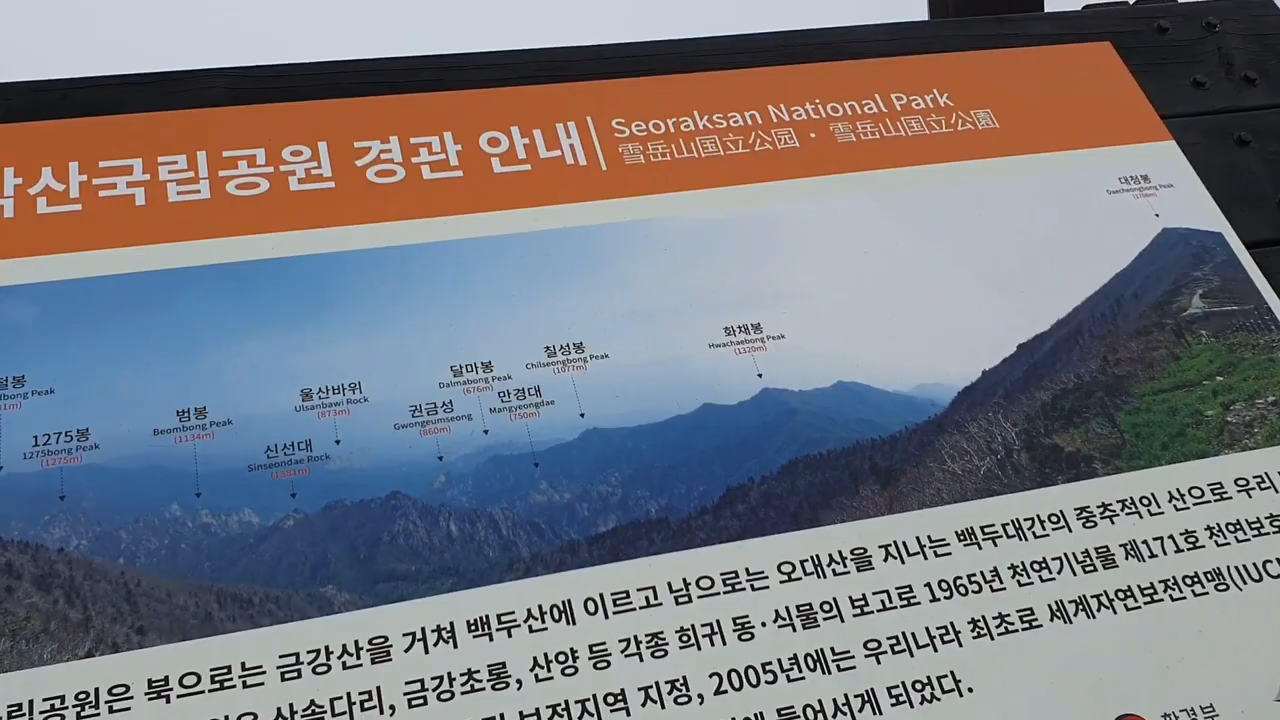 악산국립공원 경관 안내
Seoraksan National Park
雪岳山国立公园 · 雪岳山国立公園
대청봉
Daecheongbong Peak
(1708m)
화채봉
Hwachaebong Peak
(1320m)
칠성봉
Chilseongbong Peak
(1077m)
달마봉
Dalmabong Peak
(676m)
만경대
Mangyeongdae
(750m)
권금성
Gwongeumseong
(860m)
울산바위
Ulsanbawi Rock
(873m)
신선대
Sinseondae Rock
범봉
Beombong Peak
(1134m)
1275봉
1275bong Peak
(1275m)
Peak
립공원은 북으로는 금강산을 거쳐 백두산에 이르고 남으로는 오대산을 지나는 백두대간의 중추적인 산으로 우리
산솜다리, 금강초롱, 산양 등 각종 희귀 동·식물의 보고로 1965년 천연기념물 제171호 천연보호
보전지역 지정, 2005년에는 우리나라 최초로 세계자연보전연맹(IUC
들어서게 되었다.
환경부